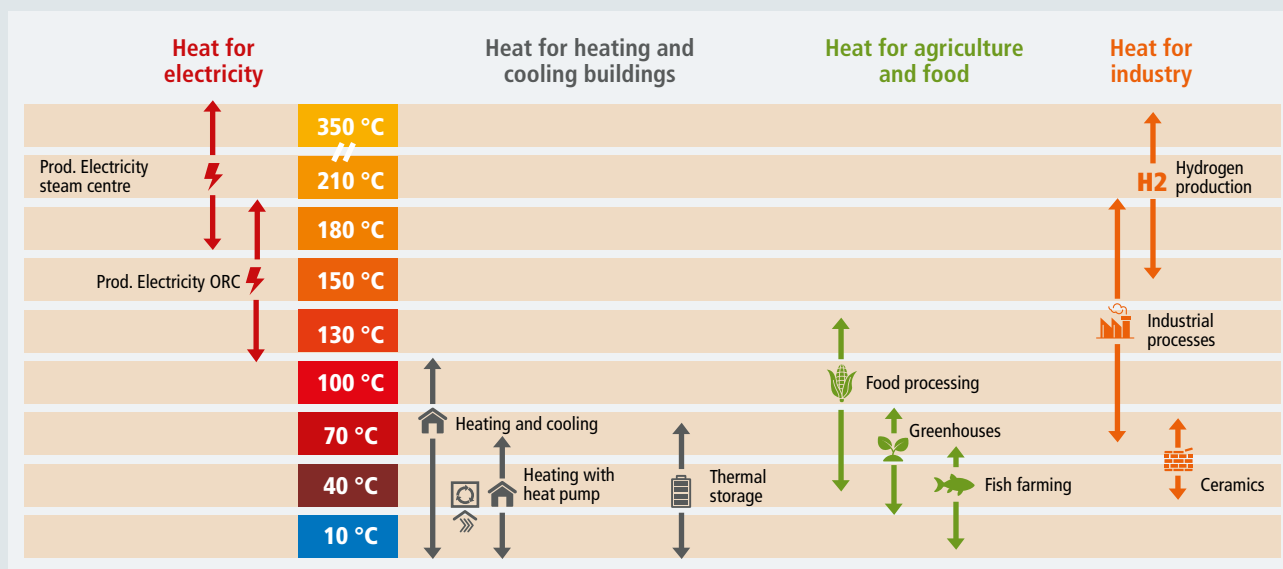 Heat for
electricity
Heat for heating and
cooling buildings
Heat for agriculture
and food
Heat for
industry
350 °C
Prod. Electricity
steam centre
210 °C
H2
Hydrogen
production
180 °C
Prod. Electricity ORC
150 °C
130 °C
Industrial
processes
100 °C
Food processing
70 °C
Heating and cooling
Greenhouses
40 °C
Heating with
heat pump
Thermal
storage
Fish farming
Ceramics
10 °C